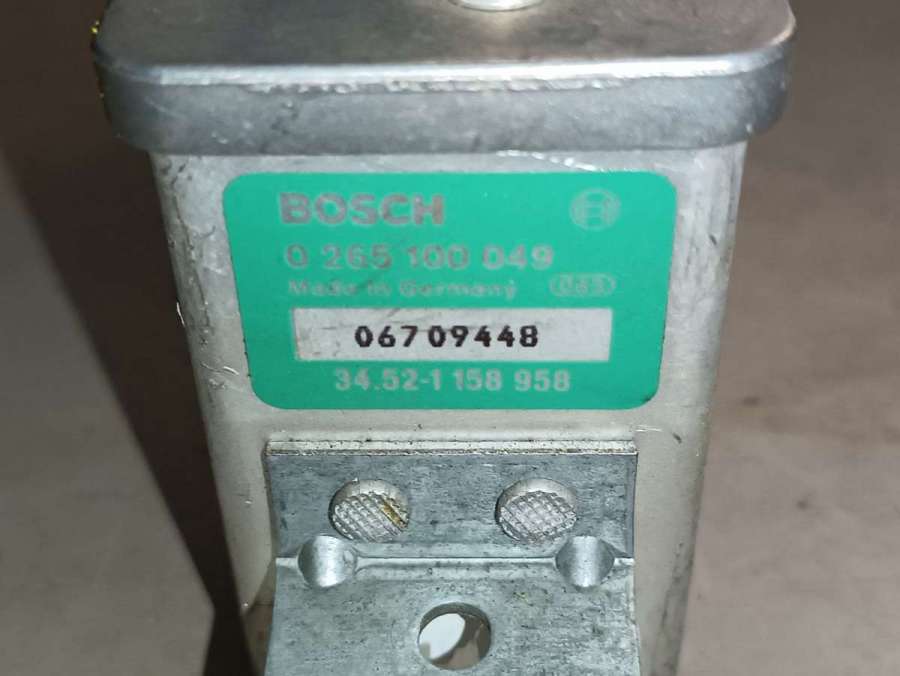 BOSCH
0 265 100 049
Made in Germany
06709448
34.52-1 158 958